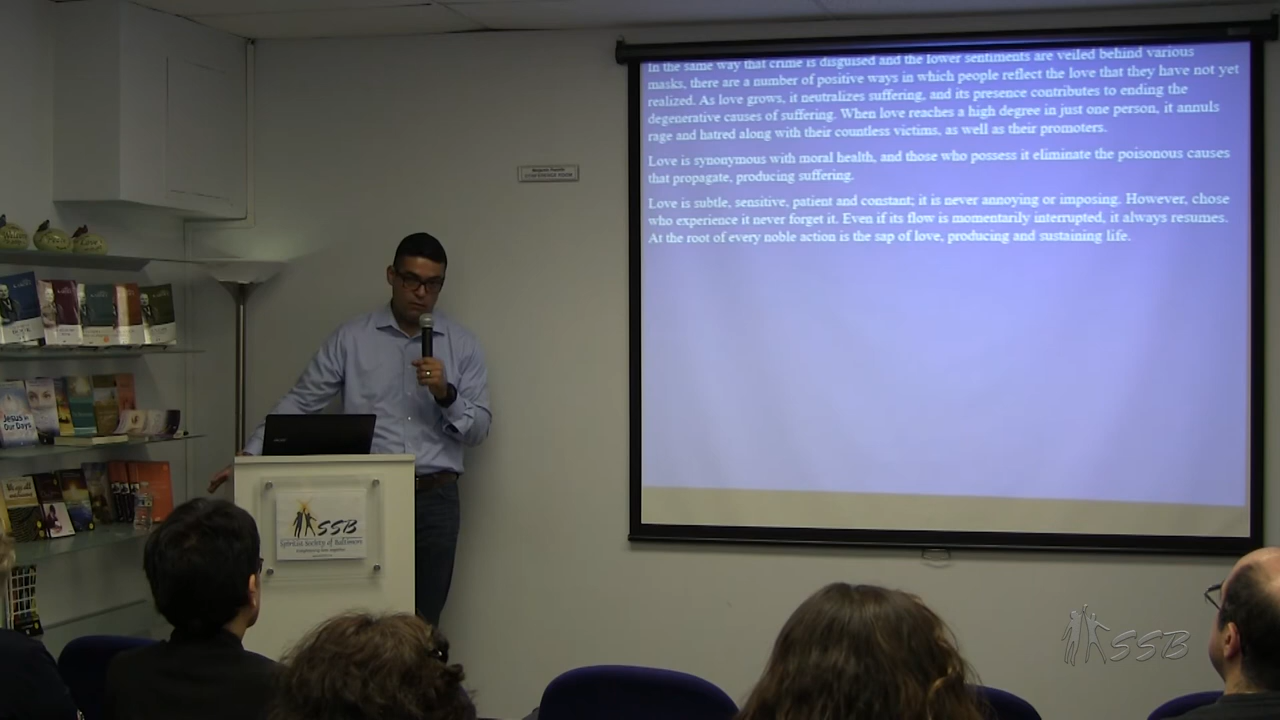 In the same way that crime is disguised and the lower sentiments are veiled behind various
masks, there are a number of positive ways in which people reflect the love that they have not yet
realized. As love grows, it neutralizes suffering, and its presence contributes to ending the
degenerative causes of suffering. When love reaches a high degree in just one person, it annuls
rage and hatred along with their countless victims, as well as their promoters.
Love is synonymous with moral health, and those who possess it eliminate the poisonous causes
that propagate, producing suffering.
Love is subtle, sensitive, patient and constant; it is never annoying or imposing. However, chose
who experience it never forget it. Even if its flow is momentarily interrupted, it always resumes.
At the root of every noble action is the sap of love, producing and sustaining life.
Jesus in
Our Days
SSB
Spiritist Society of Baltimore
SSB